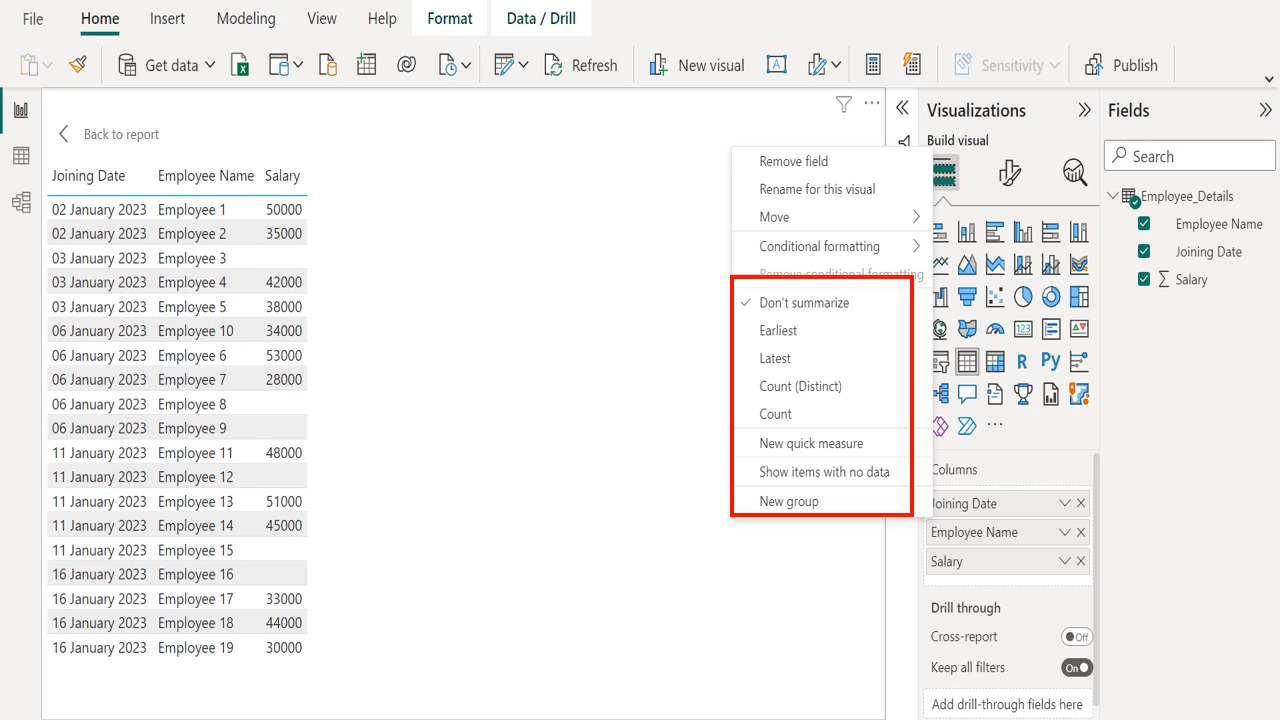 File Home Insert Modeling View Help Format Data / Drill
Get data Refresh New visual A Sensitivity Publish
Back to report
Joining Date Employee Name Salary
02 January 2023 Employee 1 50000
02 January 2023 Employee 2 35000
03 January 2023 Employee 3
03 January 2023 Employee 4 42000
03 January 2023 Employee 5 38000
06 January 2023 Employee 10 34000
06 January 2023 Employee 6 53000
06 January 2023 Employee 7 28000
06 January 2023 Employee 8
06 January 2023 Employee 9
11 January 2023 Employee 11 48000
11 January 2023 Employee 12
11 January 2023 Employee 13 51000
11 January 2023 Employee 14 45000
11 January 2023 Employee 15
16 January 2023 Employee 16
16 January 2023 Employee 17 33000
16 January 2023 Employee 18 44000
16 January 2023 Employee 19 30000
Remove field
Rename for this visual
Move
Conditional formatting
Remove conditional formatting
Don't summarize
Earliest
Latest
Count (Distinct)
Count
New quick measure
Show items with no data
New group
Visualizations
Build visual
123
R Py
...
Columns
Joining Date
Employee Name
Salary
Drill through
Cross-report Off
Keep all filters On
Add drill-through fields here
Fields
Search
Employee_Details
Employee Name
Joining Date
Σ Salary